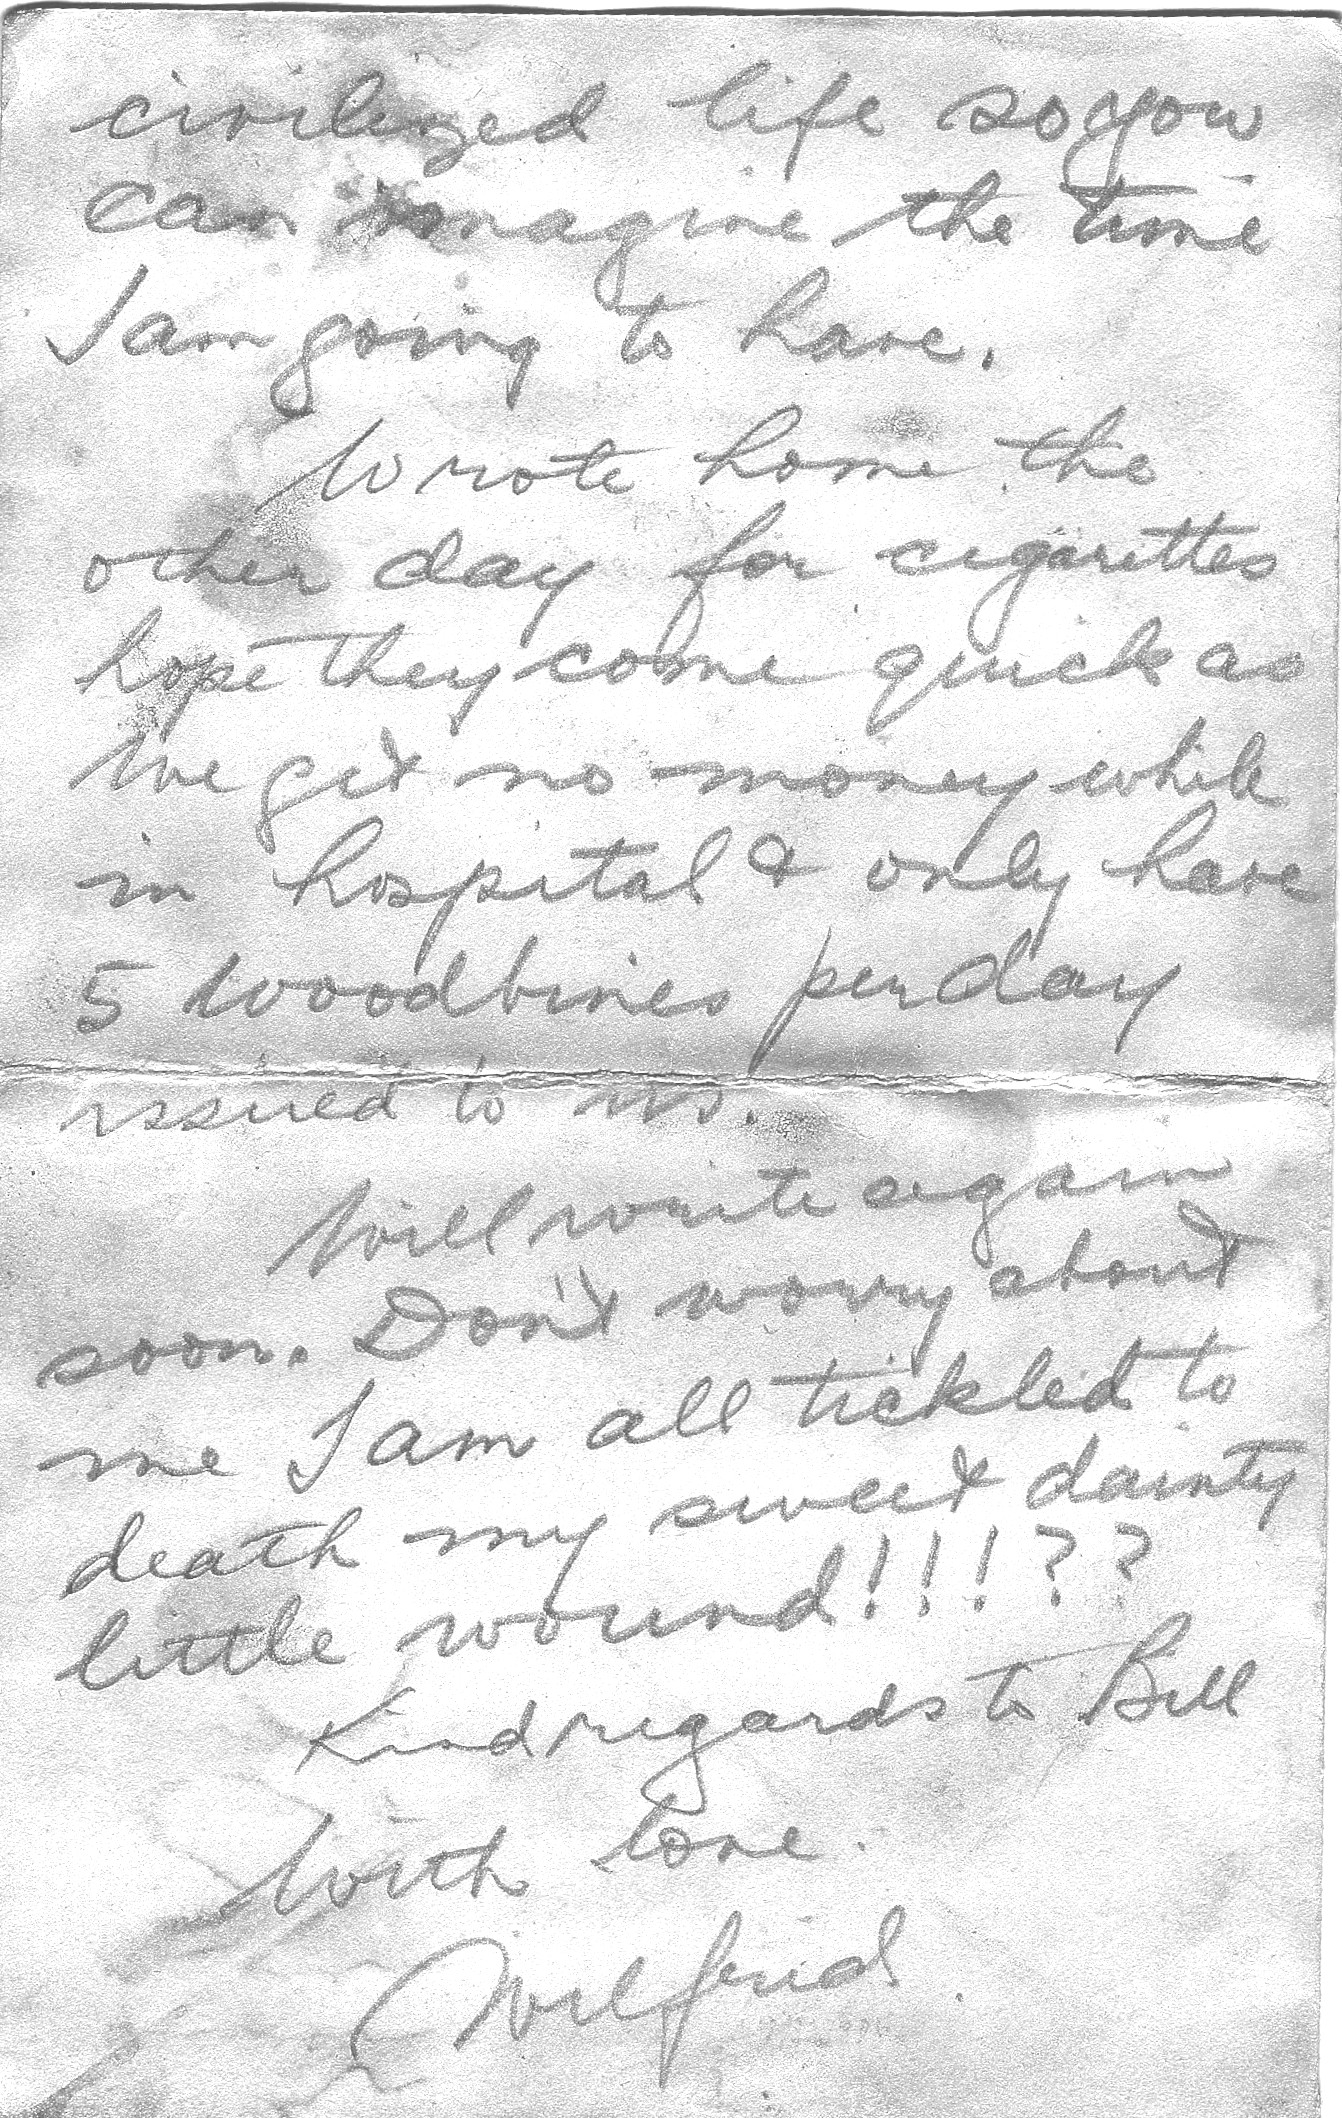 civilized life so you
can imagine the time
I am going to have.
Wrote home the
other day for cigarettes
hope they come quick as
We get no money while
in hospital & only have
5 Woodbines per day
issued to us.
Will write again
soon. Don't worry about
me I am all tickled to
death my sweet dainty
little wound!!!??
Kind regards to Bill
With love.
Wilfrid.